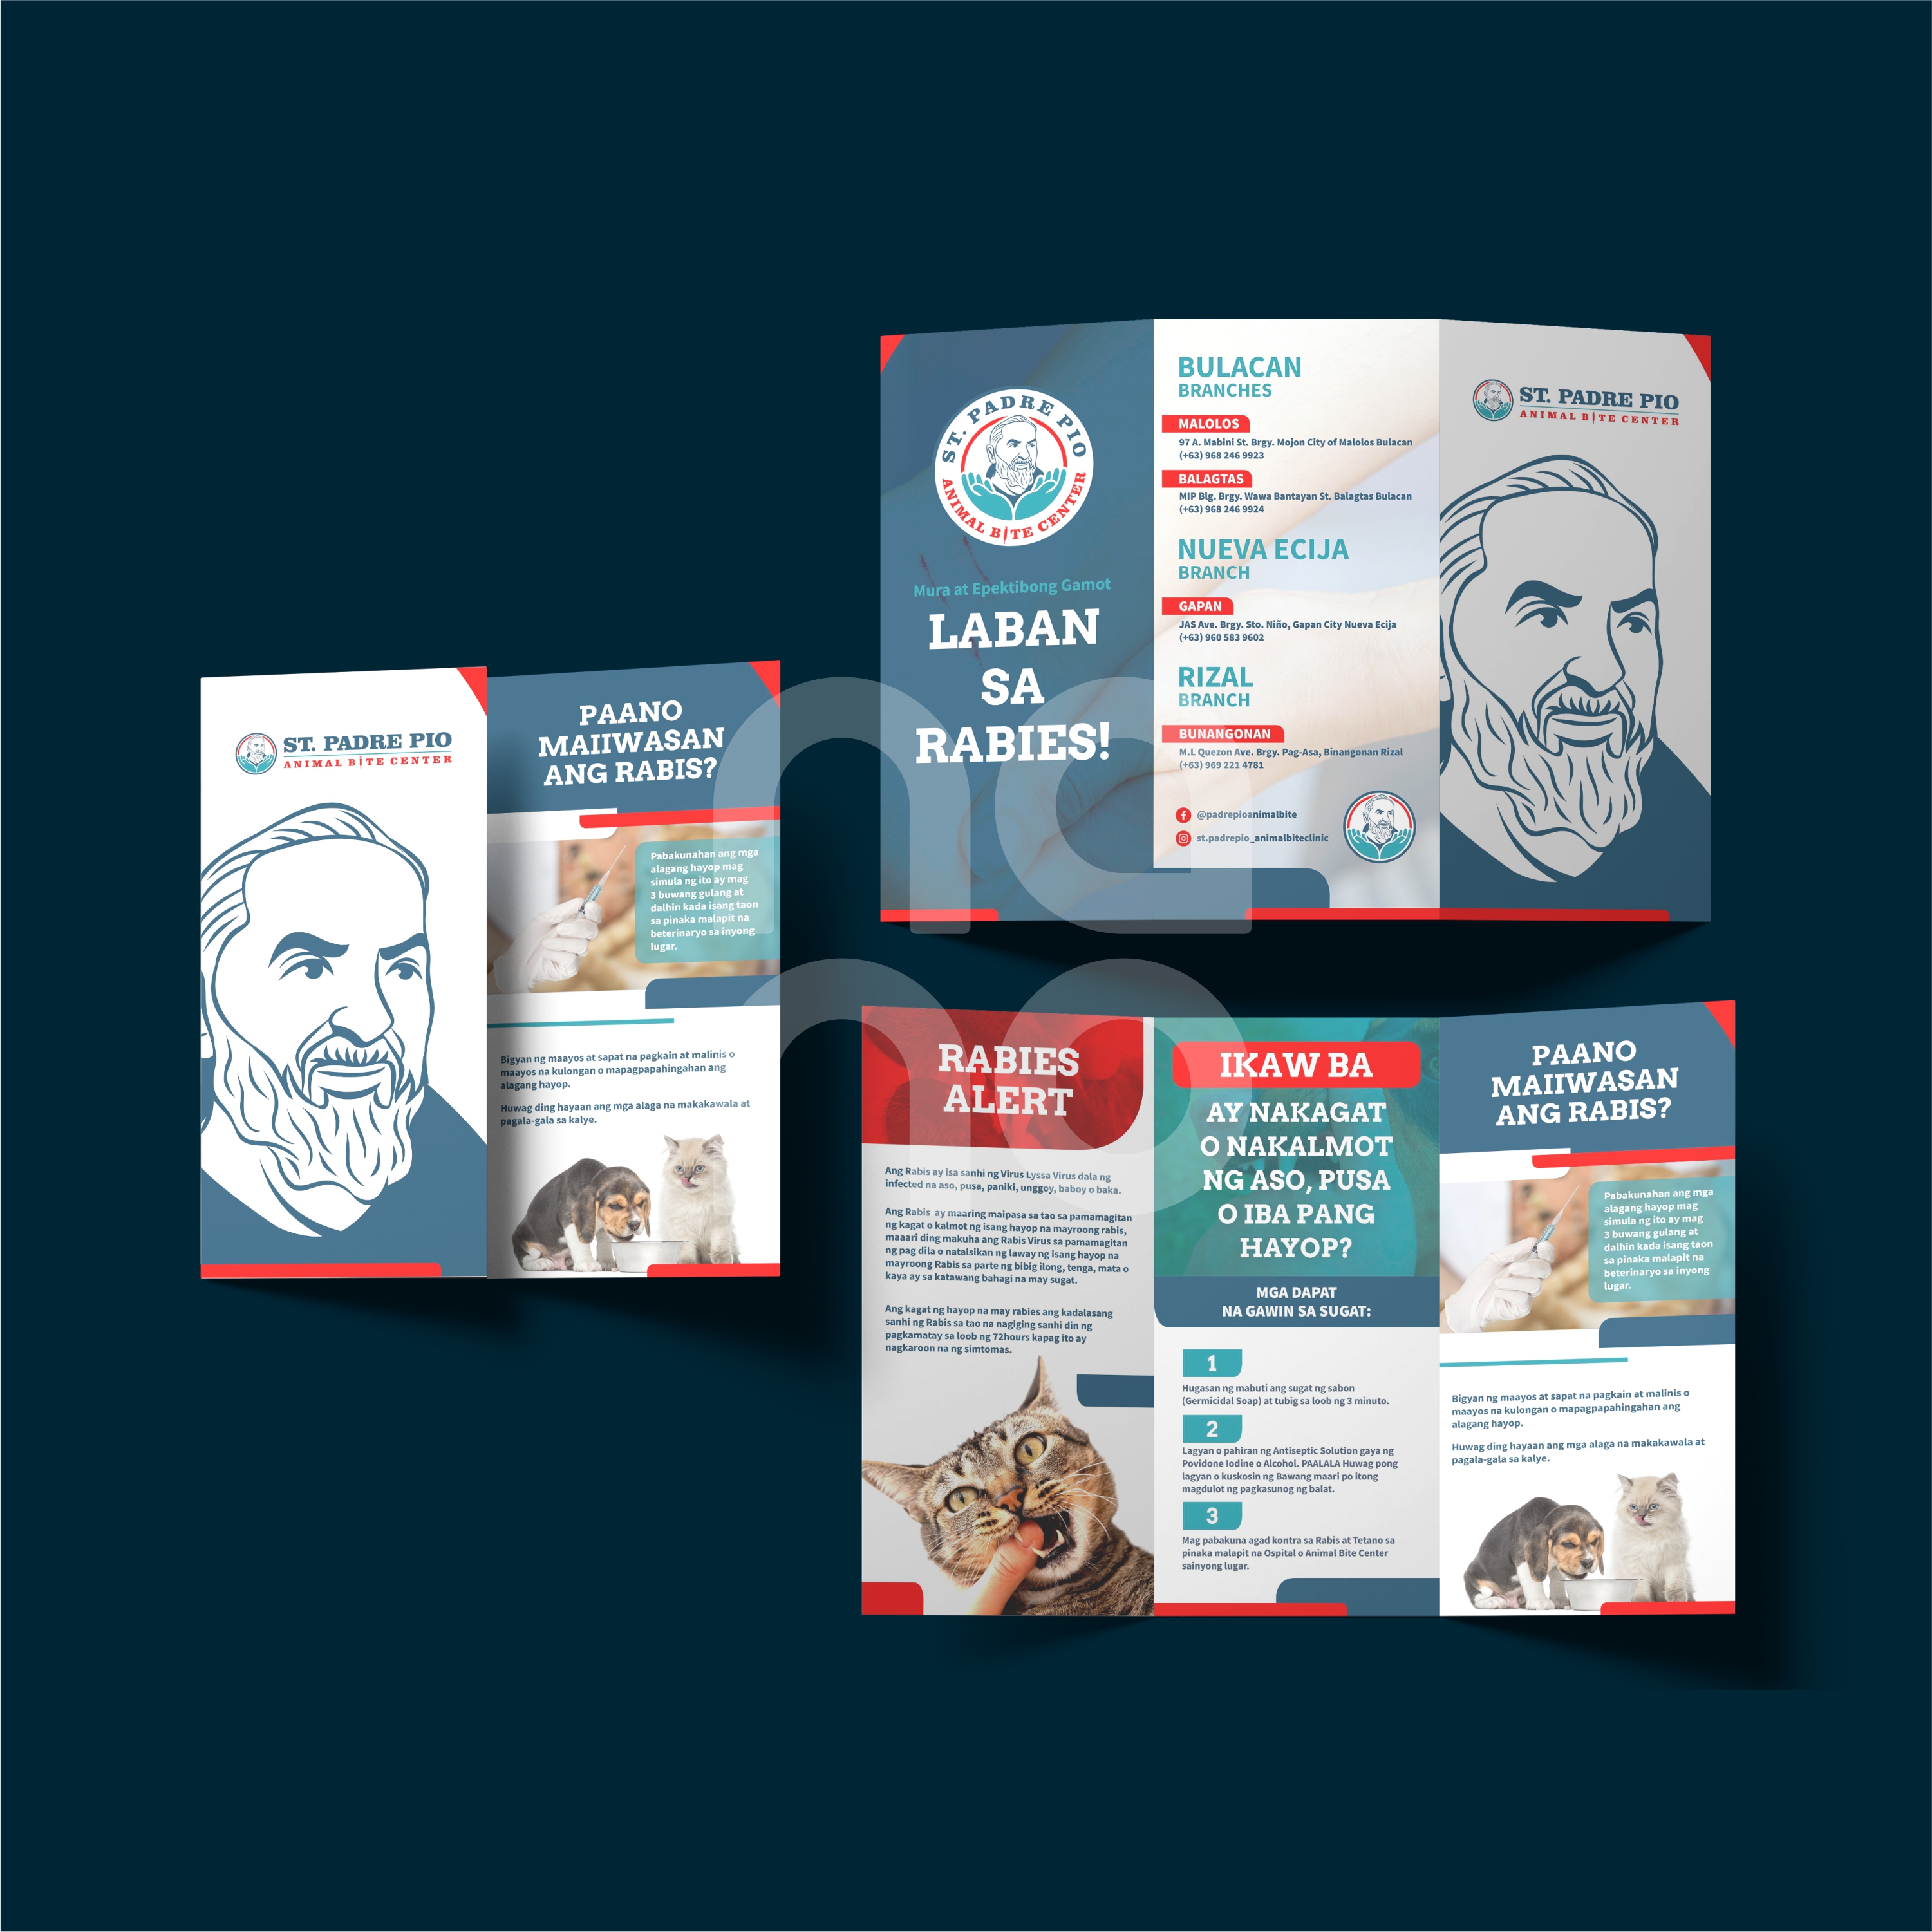 ST. PADRE PIO
ANIMAL BITE CENTER
PAANO
MAIIWASAN
ANG RABIS?
Pabakunahan ang mga
alagang hayop mag
simula ng ito ay mag
3 buwang gulang at
dalhin kada isang taon
sa pinaka malapit na
beterinaryo sa inyong
lugar.
Bigyan ng maayos at sapat na pagkain at malinis o
maayos na kulongan o mapagpapahingahan ang
alagang hayop.
Huwag ding hayaan ang mga alaga na makakawala at
pagala-gala sa kalye.
ST. PADRE PIO
ANIMAL BITE CENTER
Mura at Epektibong Gamot
LABAN
SA
RABIES!
BULACAN
BRANCHES
MALOLOS
97 A. Mabini St. Brgy. Mojon City of Malolos Bulacan
(+63) 968 246 9923
BALAGTAS
MIP Blg. Brgy. Wawa Bantayan St. Balagtas Bulacan
(+63) 968 246 9924
NUEVA ECIJA
BRANCH
GAPAN
JAS Ave. Brgy. Sto. Niño, Gapan City Nueva Ecija
(+63) 960 583 9602
RIZAL
BRANCH
BUNANGONAN
M.L Quezon Ave. Brgy. Pag-Asa, Binangonan Rizal
(+63) 969 221 4781
@padrepioanimalbite
st.padrepio_animalbiteclinic
ST. PADRE PIO
ANIMAL BITE CENTER
RABIES
ALERT
Ang Rabis ay isa sanhi ng Virus Lyssa Virus dala ng
infected na aso, pusa, paniki, unggoy, baboy o baka.
Ang Rabis ay maaring maipasa sa tao sa pamamagitan
ng kagat o kalmot ng isang hayop na mayroong rabis,
maaari ding makuha ang Rabis Virus sa pamamagitan
ng pag dila o natalsikan ng laway ng isang hayop na
mayroong Rabis sa parte ng bibig ilong, tenga, mata o
kaya ay sa katawang bahagi na may sugat.
Ang kagat ng hayop na may rabies ang kadalasang
sanhi ng Rabis sa tao na nagiging sanhi din ng
pagkamatay sa loob ng 72hours kapag ito ay
nagkaroon na ng simtomas.
IKAW BA
AY NAKAGAT
O NAKALMOT
NG ASO, PUSA
O IBA PANG
HAYOP?
MGA DAPAT
NA GAWIN SA SUGAT:
1
Hugasan ng mabuti ang sugat ng sabon
(Germicidal Soap) at tubig sa loob ng 3 minuto.
2
Lagyan o pahiran ng Antiseptic Solution gaya ng
Povidone Iodine o Alcohol. PAALALA Huwag pong
lagyan o kuskosin ng Bawang maari po itong
magdulot ng pagkasunog ng balat.
3
Mag pabakuna agad kontra sa Rabis at Tetano sa
pinaka malapit na Ospital o Animal Bite Center
sainyong lugar.
PAANO
MAIIWASAN
ANG RABIS?
Pabakunahan ang mga
alagang hayop mag
simula ng ito ay mag
3 buwang gulang at
dalhin kada isang taon
sa pinaka malapit na
beterinaryo sa inyong
lugar.
Bigyan ng maayos at sapat na pagkain at malinis o
maayos na kulongan o mapagpapahingahan ang
alagang hayop.
Huwag ding hayaan ang mga alaga na makakawala at
pagala-gala sa kalye.
na
no